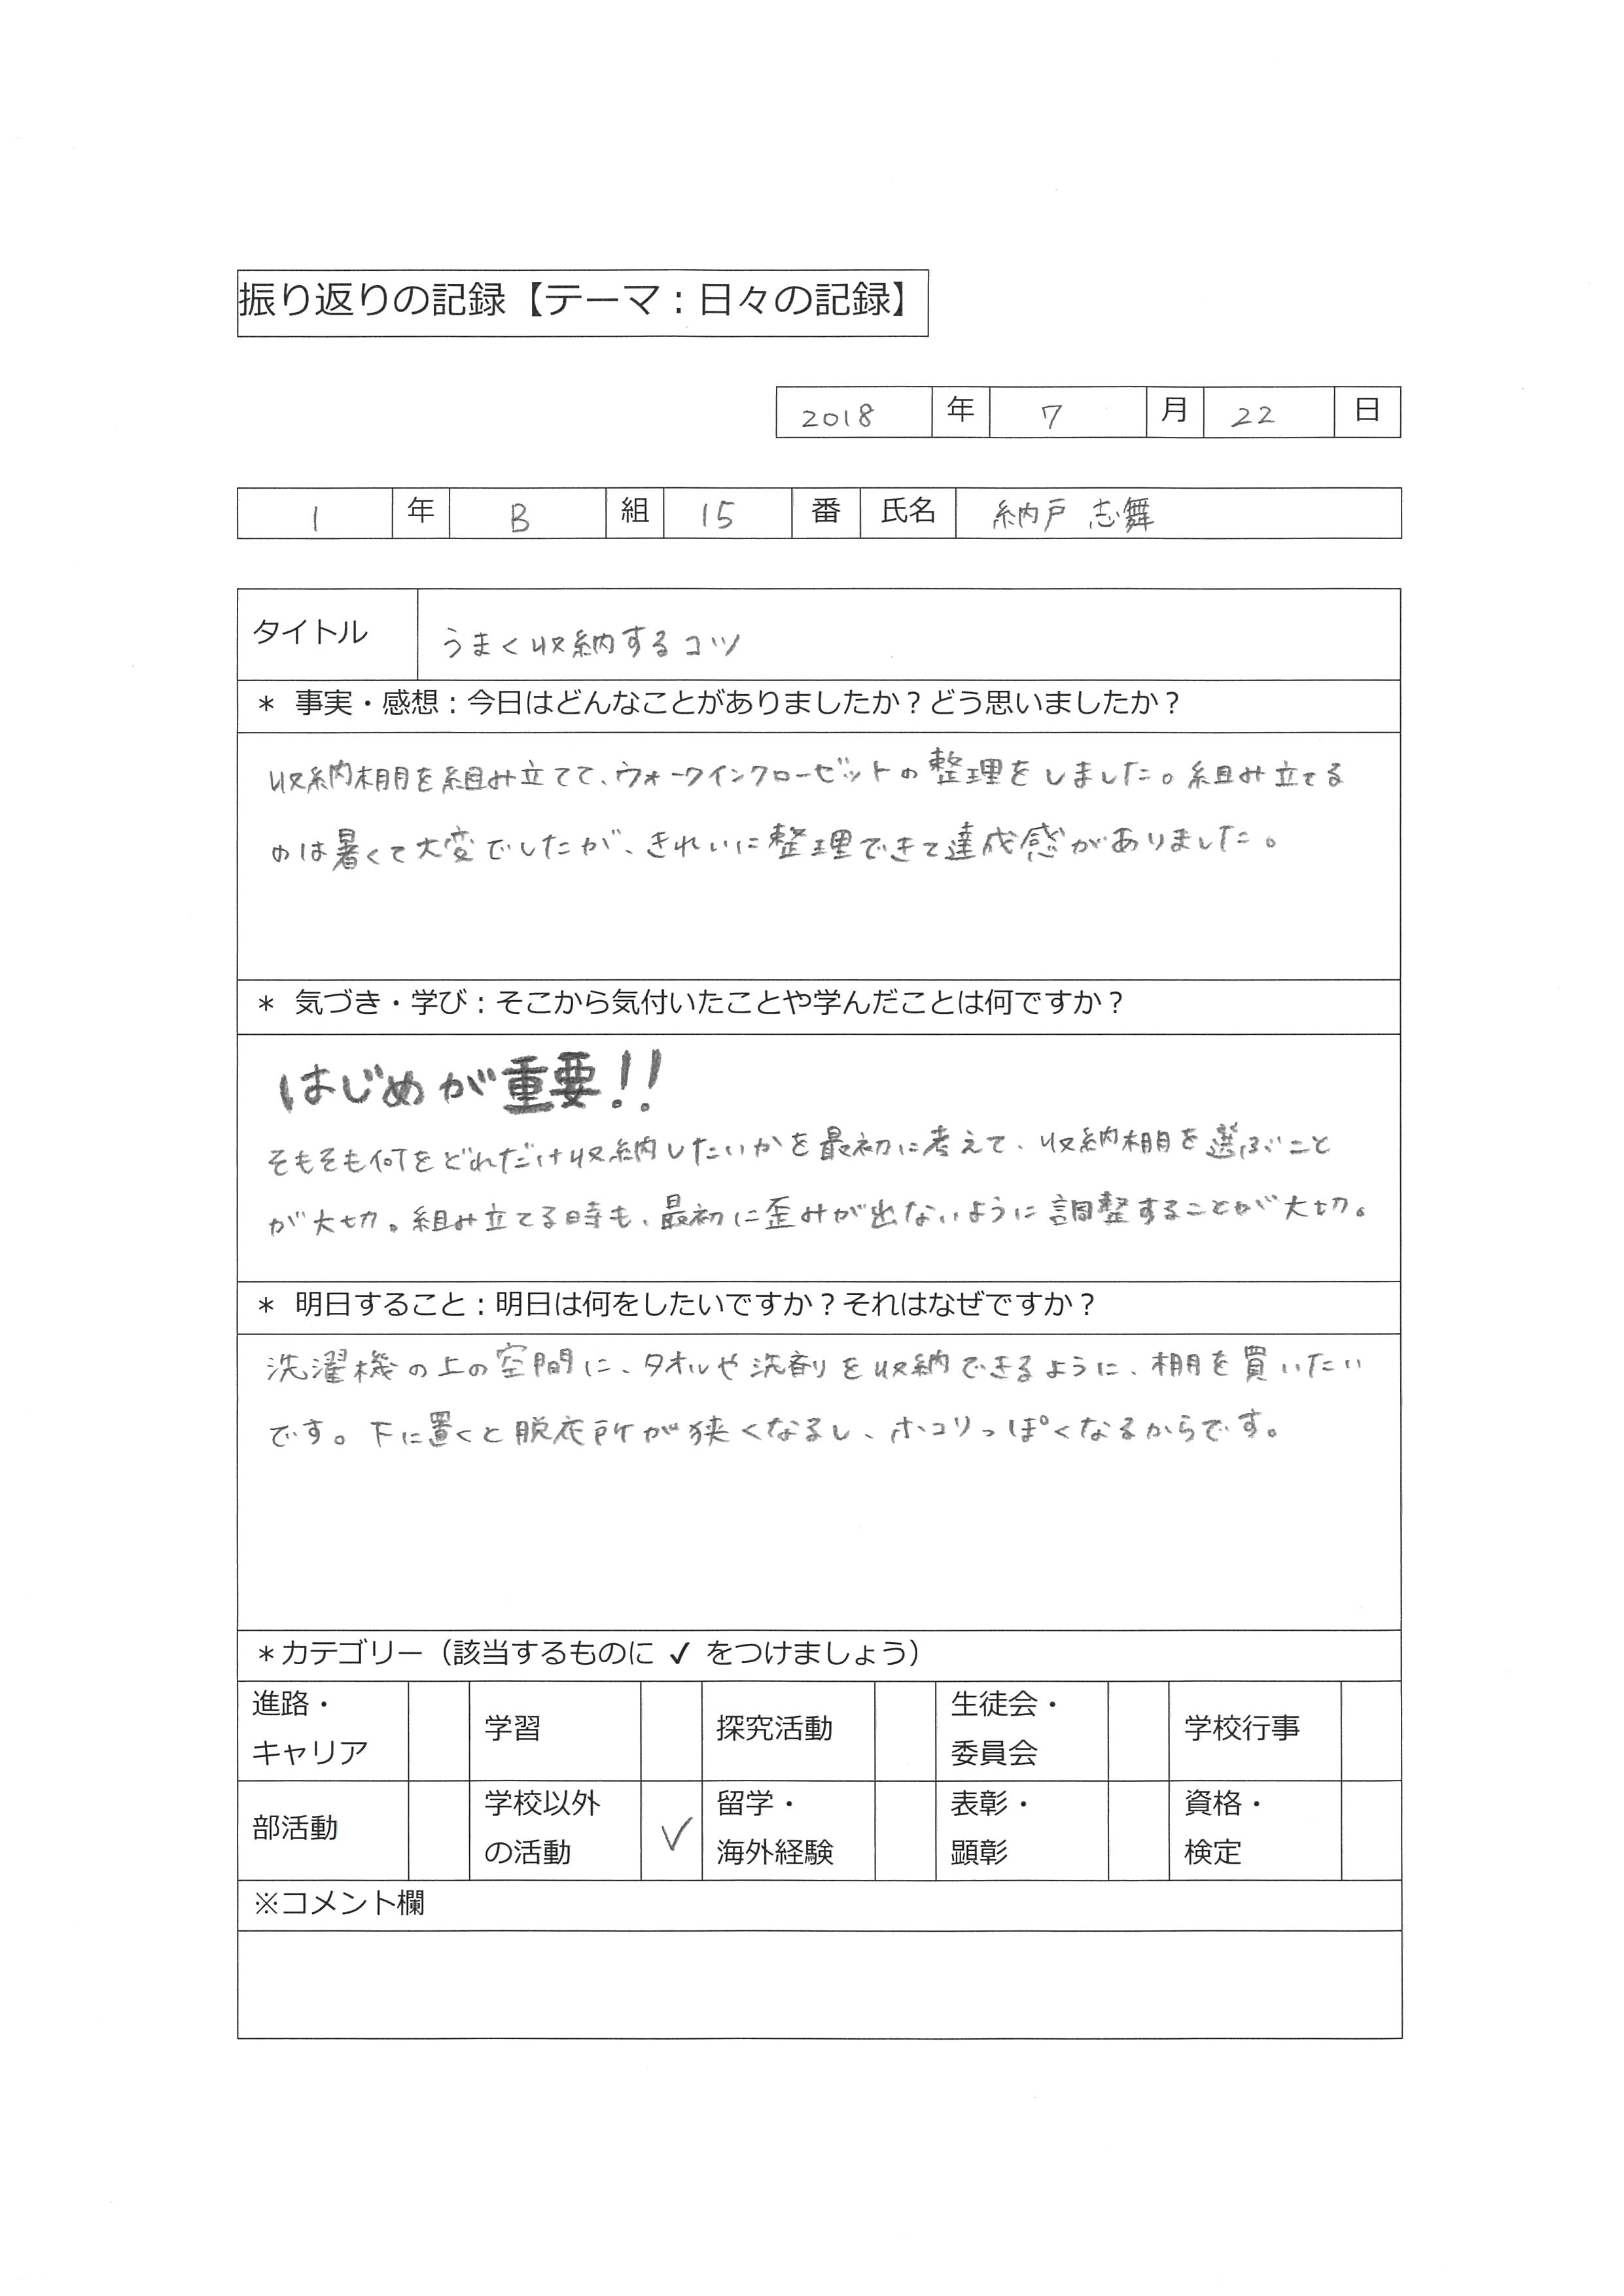 振り返りの記録【テーマ：日々の記録】
2018 年 7 月 22 日
1 年 B 組 15 番 氏名 納戸 志舞
タイトル うまく収納するコツ
＊ 事実・感想：今日はどんなことがありましたか？どう思いましたか？
収納棚を組み立てて、ウォークインクローゼットの整理をしました。組み立てる
のは暑くて大変でしたが、きれいに整理できて達成感がありました。
＊ 気づき・学び：そこから気付いたことや学んだことは何ですか？
はじめが重要!!
そもそも何をどれだけ収納したいかを最初に考えて、収納棚を選ぶこと
が大切。組み立てる時も、最初に歪みが出ないように調整することが大切。
＊ 明日すること：明日は何をしたいですか？それはなぜですか？
洗濯機の上の空間に、タオルや洗剤を収納できるように、棚を買いたい
です。下に置くと脱衣所が狭くなるし、ホコリっぽくなるからです。
＊カテゴリー（該当するものに ✓ をつけましょう）
進路・
キャリア
学習
探究活動
生徒会・
委員会
学校行事
部活動
学校以外
の活動
✓
留学・
海外経験
表彰・
顕彰
資格・
検定
※コメント欄